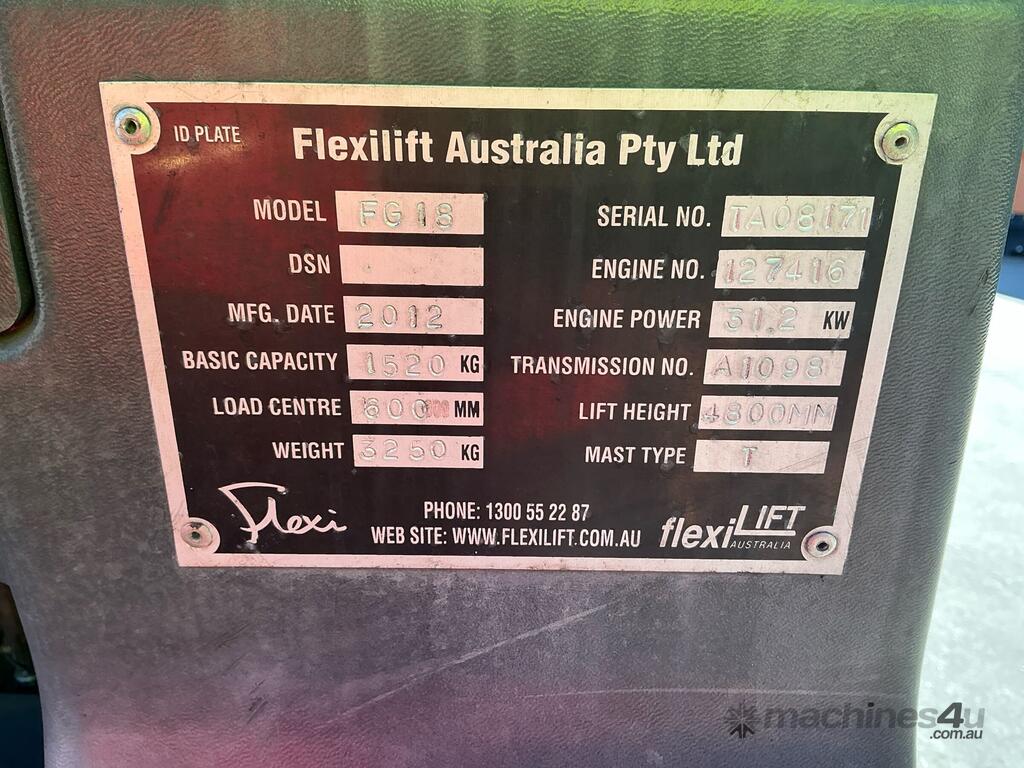 ID PLATE
Flexilift Australia Pty Ltd
MODEL FG18
SERIAL NO. TA08171
DSN
ENGINE NO. 127416
MFG. DATE 2012
ENGINE POWER 31.2 KW
BASIC CAPACITY 1520 KG
TRANSMISSION NO. A1098
LOAD CENTRE 600 MM
LIFT HEIGHT 4800MM
WEIGHT 3250 KG
MAST TYPE T
Flexi
PHONE: 1300 55 22 87
WEB SITE: WWW.FLEXILIFT.COM.AU
flexiLIFT
AUSTRALIA
machines4u
.com.au